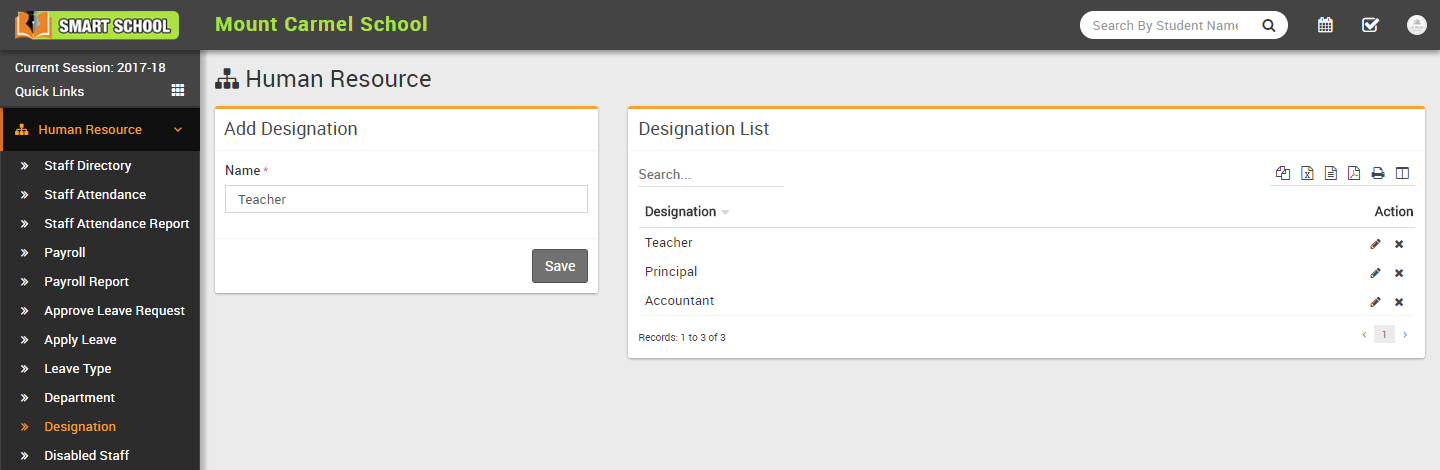 SMART SCHOOL
Mount Carmel School
Search By Student Name
Current Session: 2017-18
Quick Links
Human Resource
Staff Directory
Staff Attendance
Staff Attendance Report
Payroll
Payroll Report
Approve Leave Request
Apply Leave
Leave Type
Department
Designation
Disabled Staff
Human Resource
Add Designation
Name *
Teacher
Save
Designation List
Search...
Designation Action
Teacher
Principal
Accountant
Records: 1 to 3 of 3
1